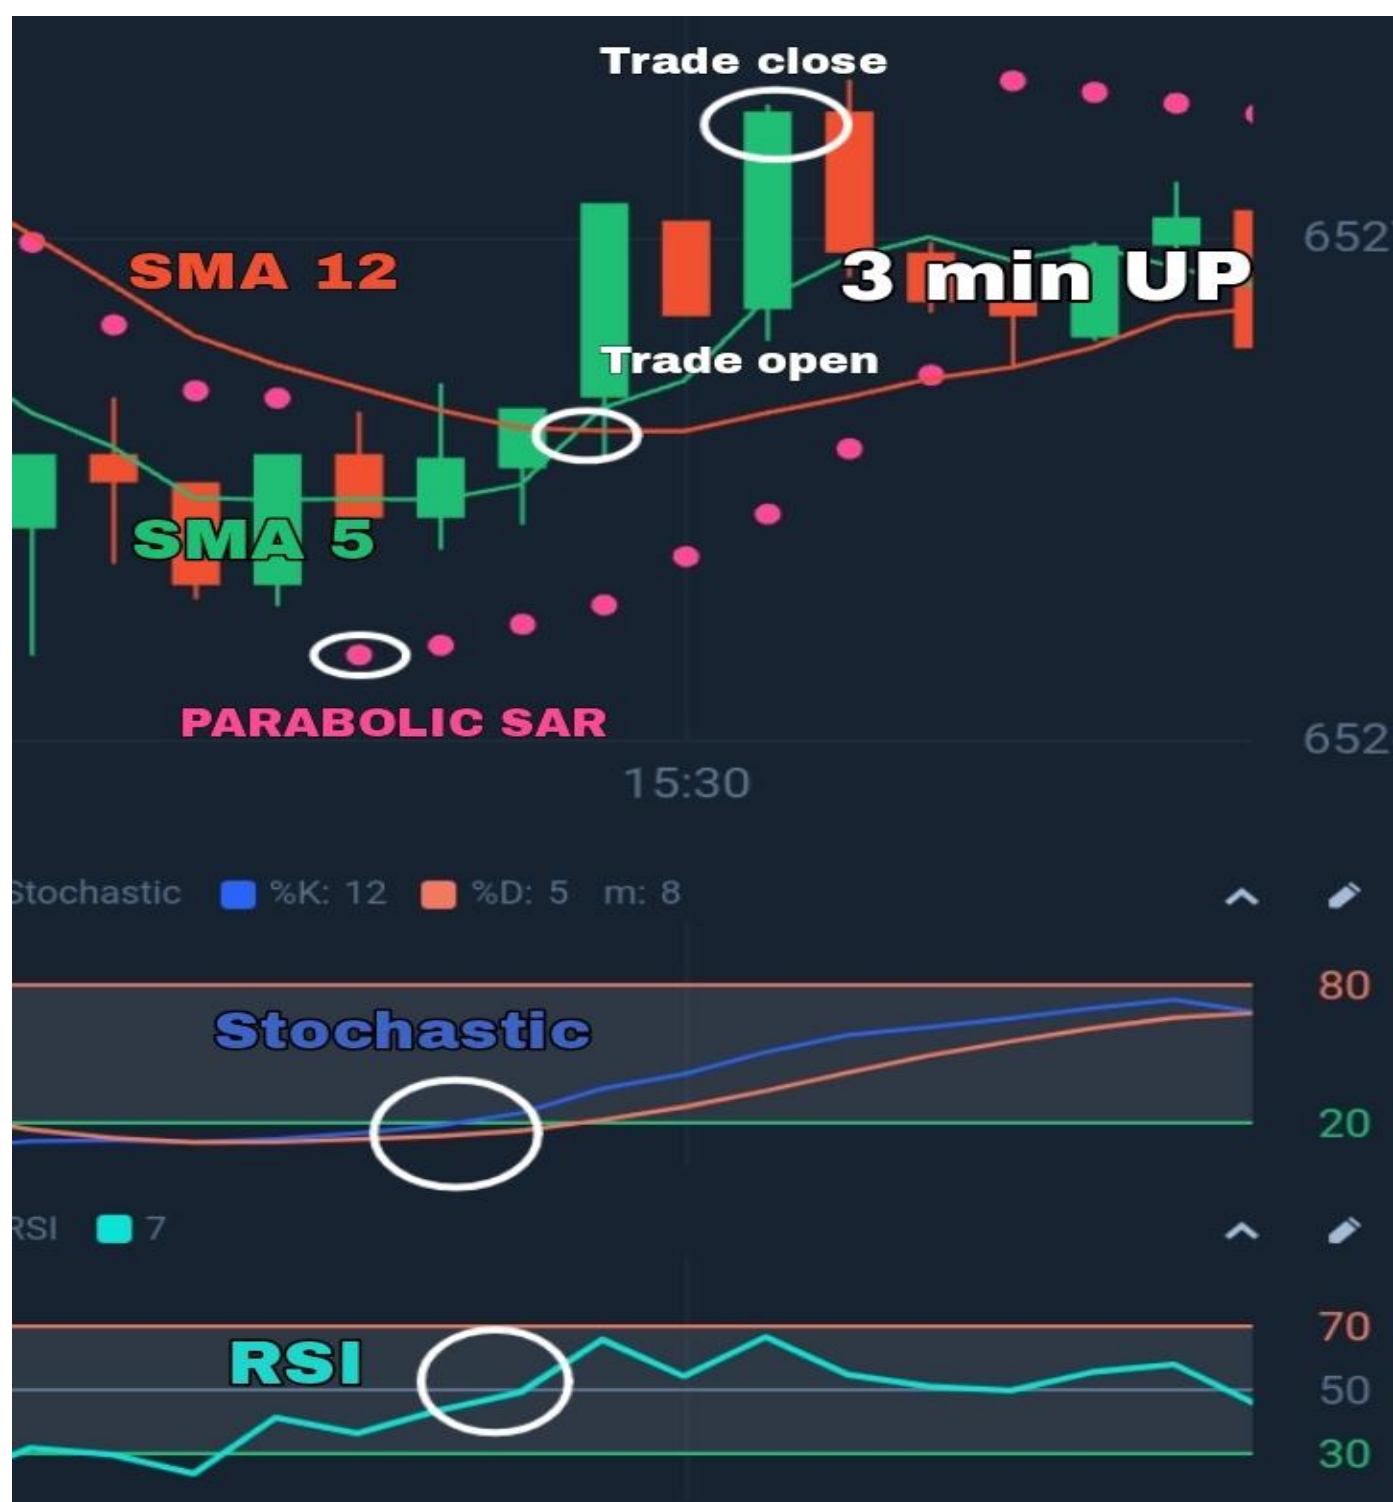 Trade close
652
SMA 12
3 min UP
Trade open
SMA 5
PARABOLIC SAR
652
15:30
Stochastic %K: 12 %D: 5 m: 8
80
Stochastic
20
RSI 7
70
RSI
50
30